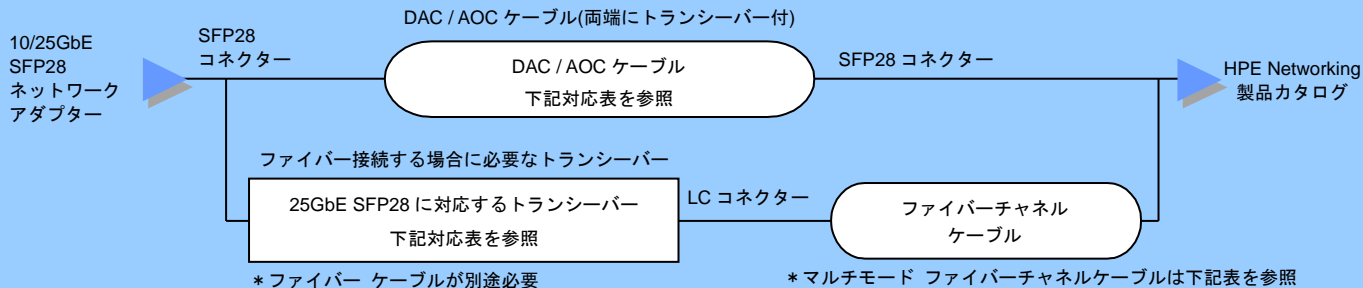 DAC / AOC ケーブル(両端にトランシーバー付)
10/25GbE
SFP28
ネットワーク
アダプター
SFP28
コネクター
DAC / AOC ケーブル
下記対応表を参照
SFP28 コネクター
HPE Networking
製品カタログ
ファイバー接続する場合に必要なトランシーバー
25GbE SFP28 に対応するトランシーバー
下記対応表を参照
LC コネクター
ファイバーチャネル
ケーブル
*ファイバー ケーブルが別途必要
*マルチモード ファイバーチャネルケーブルは下記表を参照